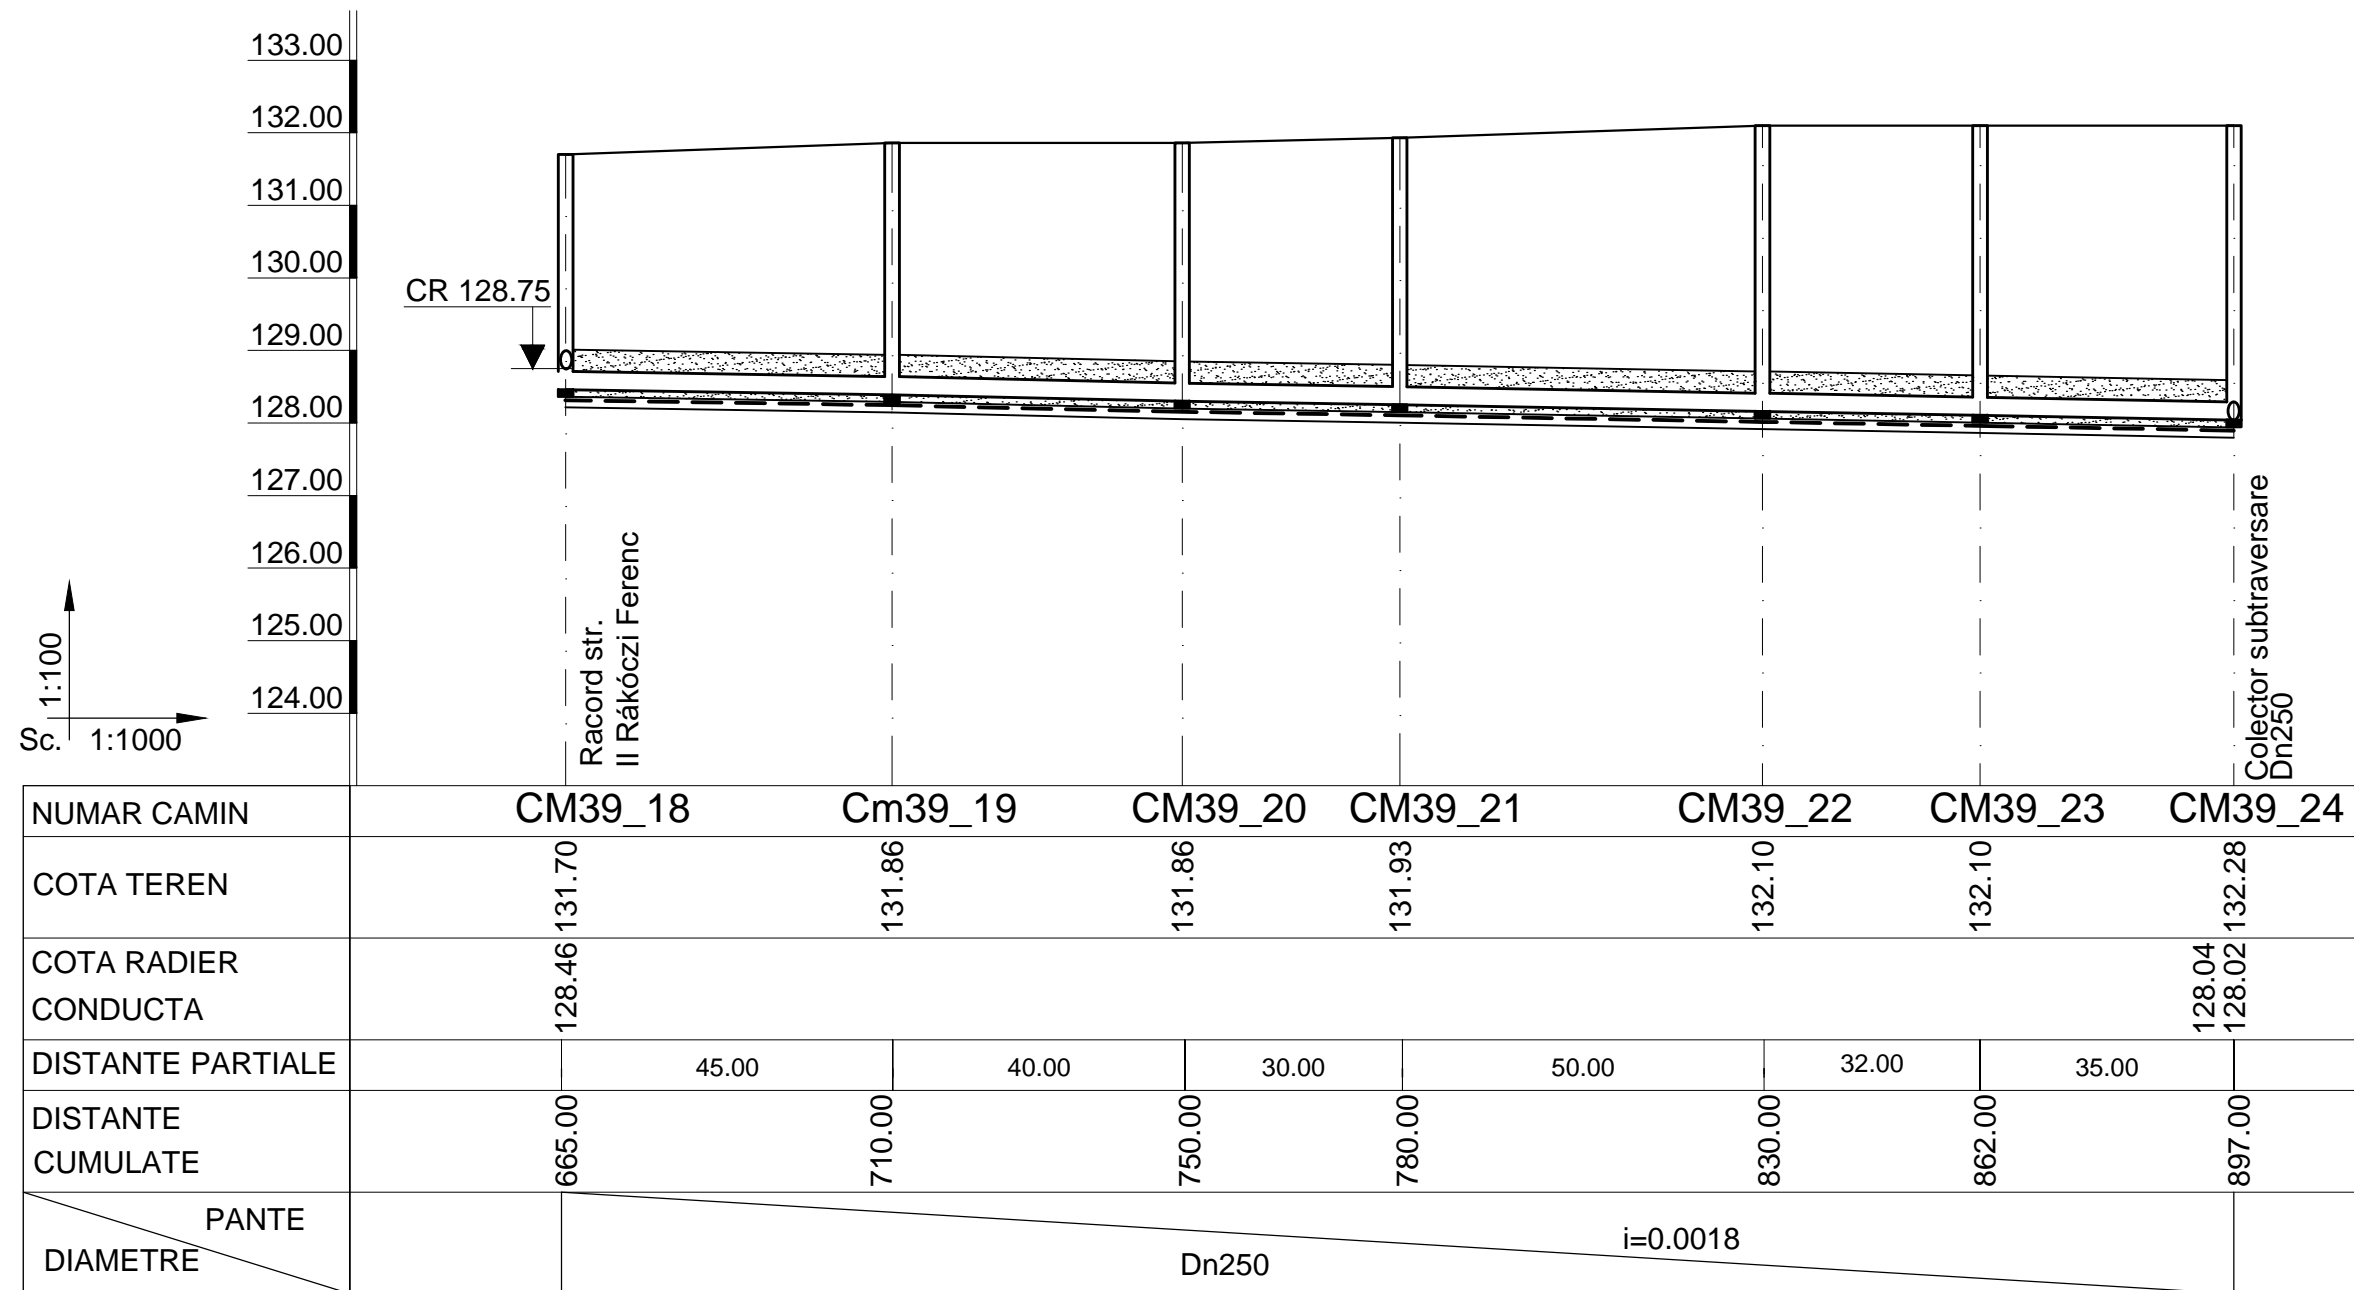 133.00
132.00
131.00
130.00
129.00
128.00
127.00
126.00
125.00
124.00
CR 128.75
1:100
Sc. 1:1000
Racord str.
II Rákóczi Ferenc
Colector subtraversare
Dn250
NUMAR CAMIN CM39_18 Cm39_19 CM39_20 CM39_21 CM39_22 CM39_23 CM39_24
COTA TEREN 131.70 131.86 131.86 131.93 132.10 132.10 132.28
COTA RADIER
CONDUCTA
128.46 128.04 128.02
DISTANTE PARTIALE 45.00 40.00 30.00 50.00 32.00 35.00
DISTANTE
CUMULATE
665.00 710.00 750.00 780.00 830.00 862.00 897.00
PANTE
DIAMETRE
i=0.0018
Dn250